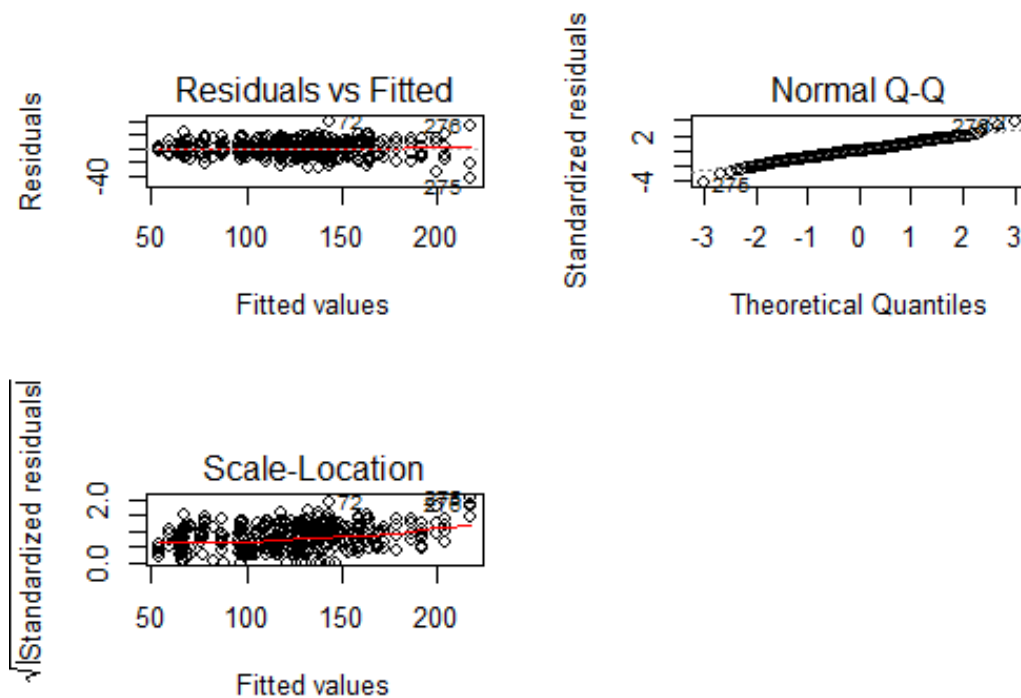 Residuals vs Fitted
Residuals
-40
72
276
275
50 100 150 200
Fitted values
Normal Q-Q
Standardized residuals
-4 2
275
-3 -2 -1 0 1 2 3
Theoretical Quantiles
Scale-Location
√|Standardized residuals|
0.0 2.0
72
50 100 150 200
Fitted values